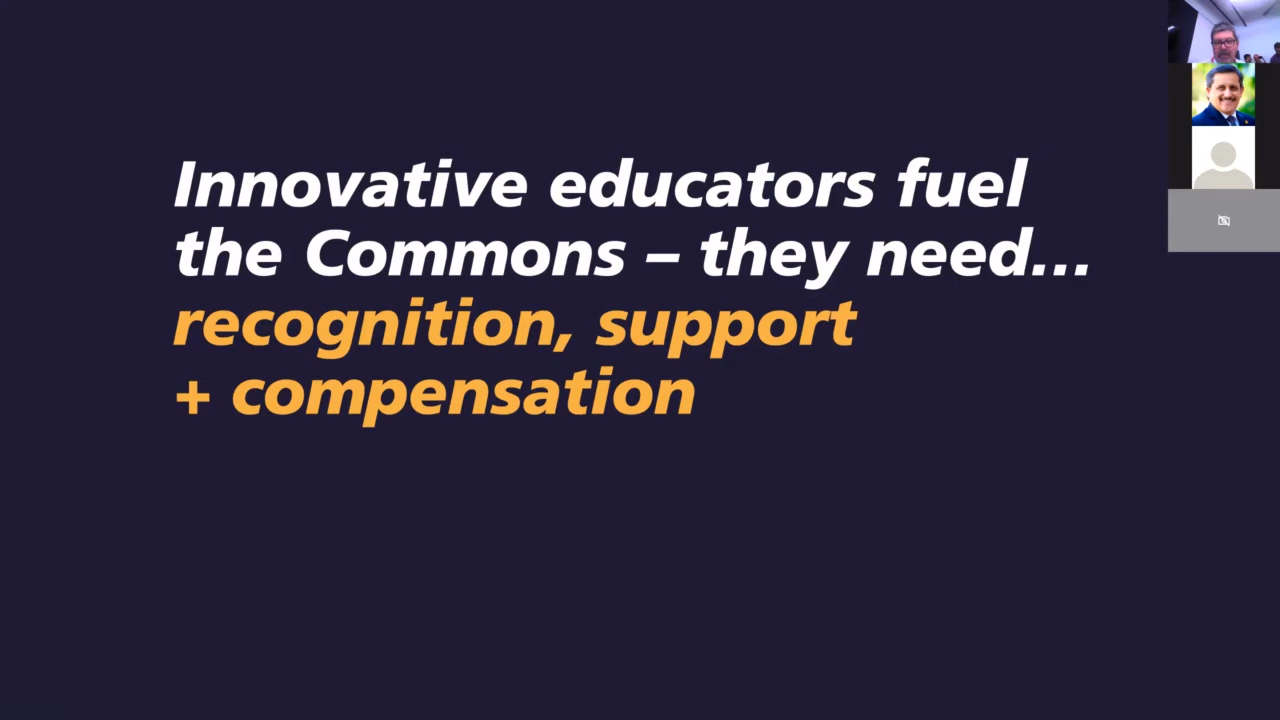 Innovative educators fuel
the Commons – they need...
recognition, support
+ compensation